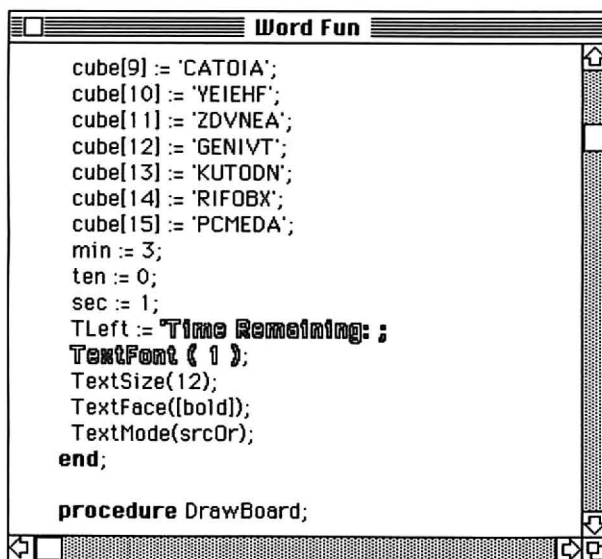 Word Fun
cube[9] := 'CATOIA';
cube[10] := 'YEIEHF';
cube[11] := 'ZDVNEA';
cube[12] := 'GENIVT';
cube[13] := 'KUTODN';
cube[14] := 'RIFOBX';
cube[15] := 'PCMEDA';
min := 3;
ten := 0;
sec := 1;
TLeft := 'Time Remaining: ;
TextFont ( 1 );
TextSize(12);
TextFace([bold]);
TextMode(srcOr);
end;
procedure DrawBoard;